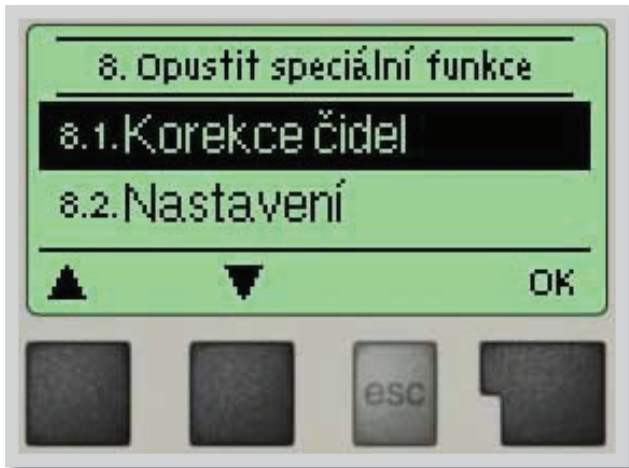 8. Opustit speciální funkce
8.1.Korekce čidel
8.2.Nastavení
OK
esc